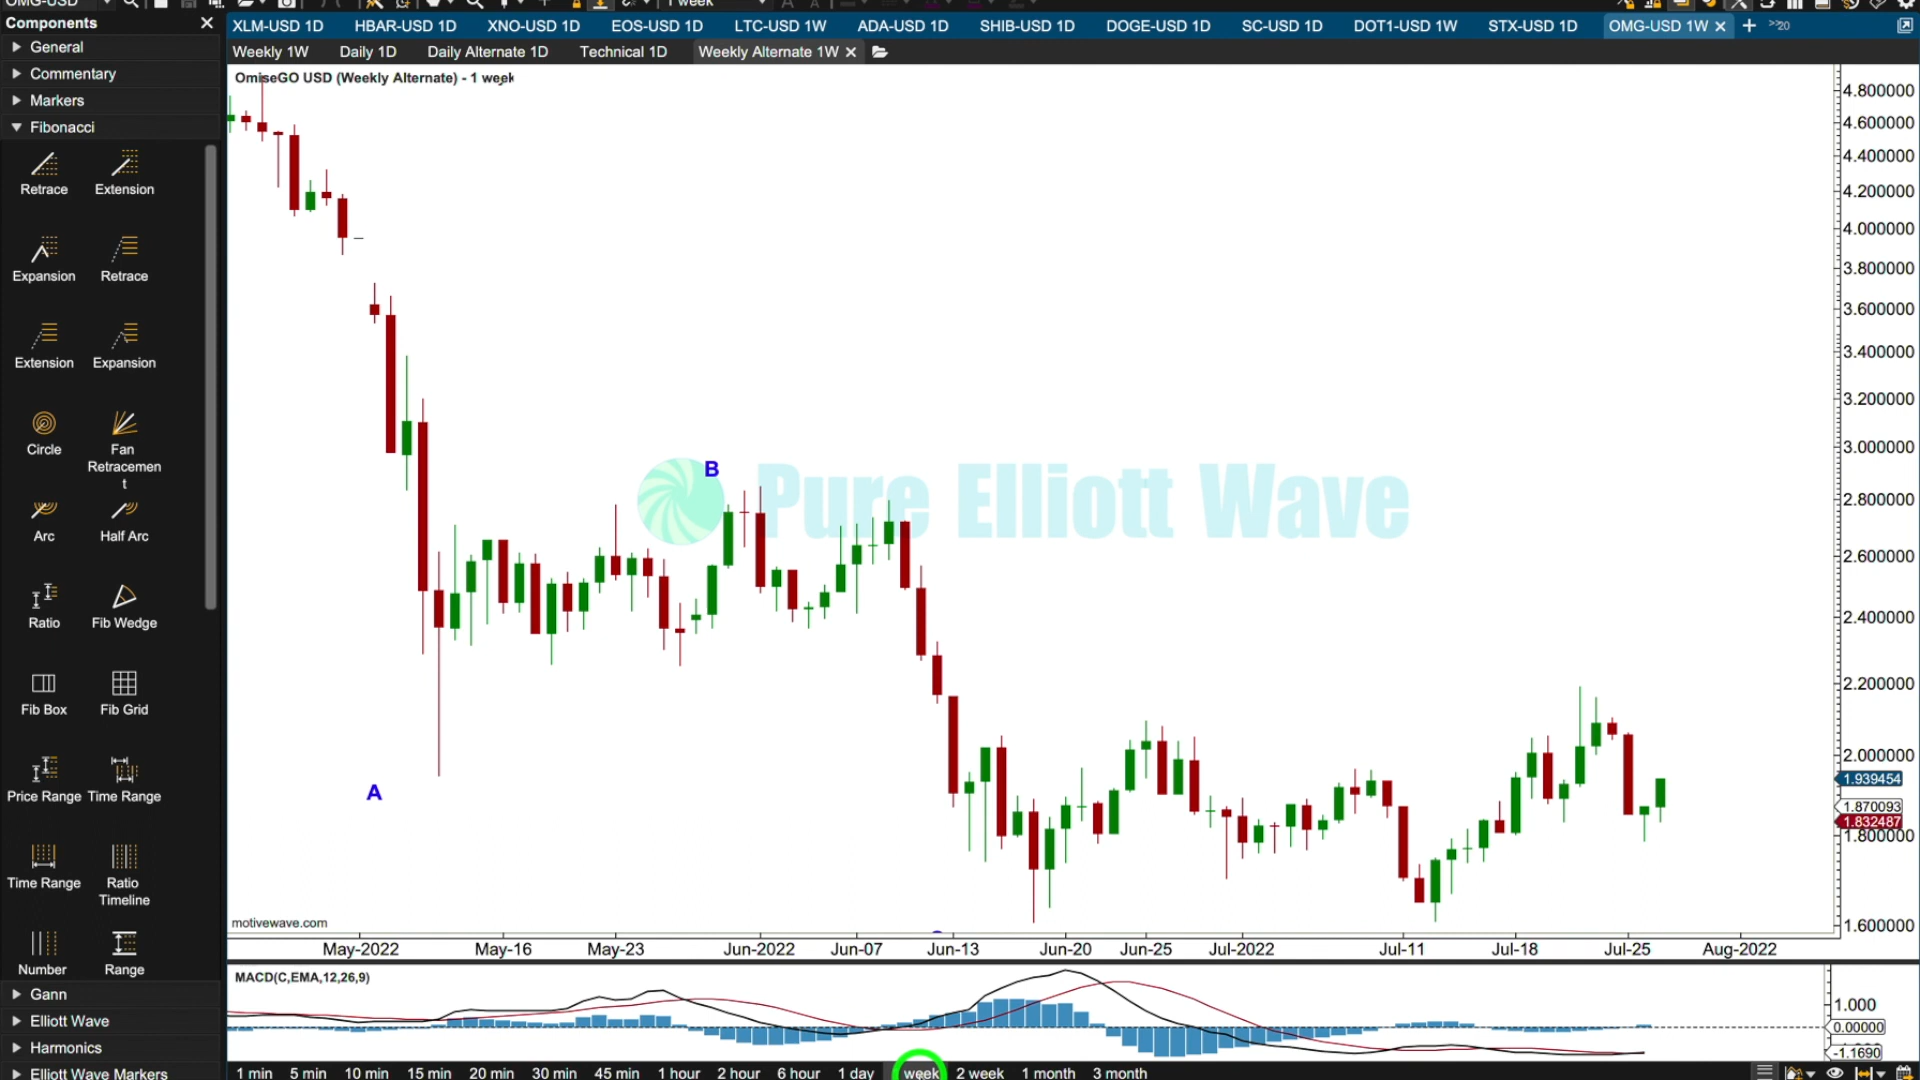 OMG-USD
1 week
Components
XLM-USD 1D HBAR-USD 1D XNO-USD 1D EOS-USD 1D LTC-USD 1W ADA-USD 1D SHIB-USD 1D DOGE-USD 1D SC-USD 1D DOT1-USD 1W STX-USD 1D OMG-USD 1W 20
Weekly 1W Daily 1D Daily Alternate 1D Technical 1D Weekly Alternate 1W
General
Commentary
Markers
Fibonacci
Retrace Extension
Expansion Retrace
Extension Expansion
Circle Fan
Retracemen
t
Arc Half Arc
Ratio Fib Wedge
Fib Box Fib Grid
Price Range Time Range
Time Range Ratio
Timeline
Number Range
Gann
Elliott Wave
Harmonics
Elliott Wave Markers
OmiseGO USD (Weekly Alternate) - 1 week
B
Pure Elliott Wave
A
motivewave.com
4.800000
4.600000
4.400000
4.200000
4.000000
3.800000
3.600000
3.400000
3.200000
3.000000
2.800000
2.600000
2.400000
2.200000
2.000000
1.939454
1.870093
1.832487
1.800000
1.600000
May-2022 May-16 May-23 Jun-2022 Jun-07 Jun-13 Jun-20 Jun-25 Jul-2022 Jul-11 Jul-18 Jul-25 Aug-2022
MACD(C,EMA,12,26,9)
1.000
0.00000
-1.1690
1 min 5 min 10 min 15 min 20 min 30 min 45 min 1 hour 2 hour 6 hour 1 day week 2 week 1 month 3 month